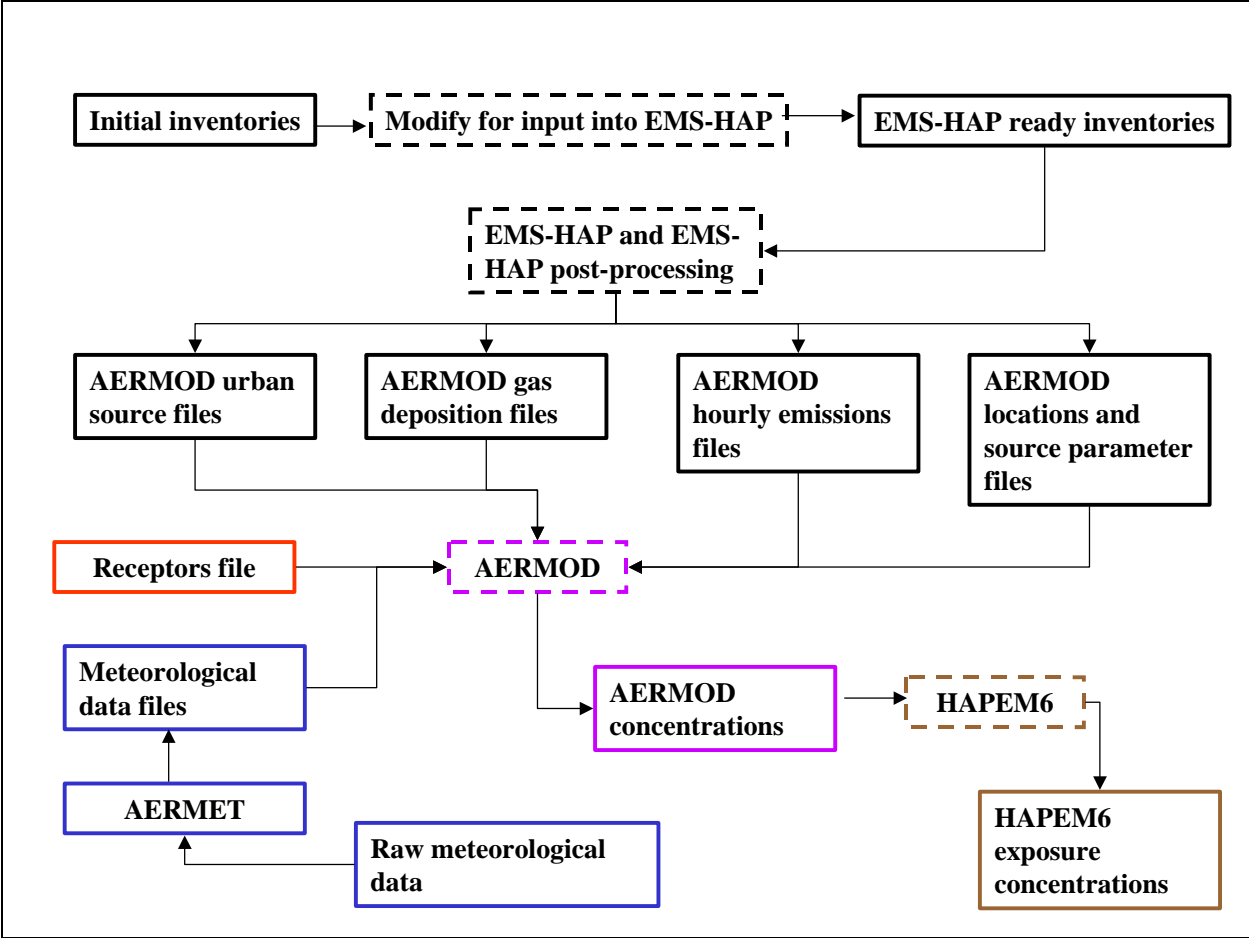 Initial inventories
Modify for input into EMS-HAP
EMS-HAP ready inventories
EMS-HAP and EMS-
HAP post-processing
AERMOD urban
source files
AERMOD gas
deposition files
AERMOD
hourly emissions
files
AERMOD
locations and
source parameter
files
Receptors file
AERMOD
Meteorological
data files
AERMOD
concentrations
HAPEM6
AERMET
Raw meteorological
data
HAPEM6
exposure
concentrations